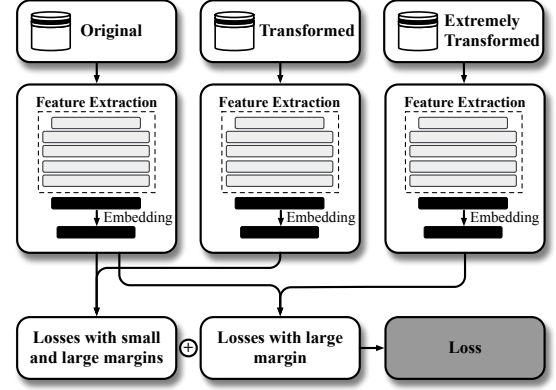 Original
Transformed
Extremely
Transformed
Feature Extraction
Feature Extraction
Feature Extraction
Embedding
Embedding
Embedding
Losses with small
and large margins
+
Losses with large
margin
Loss